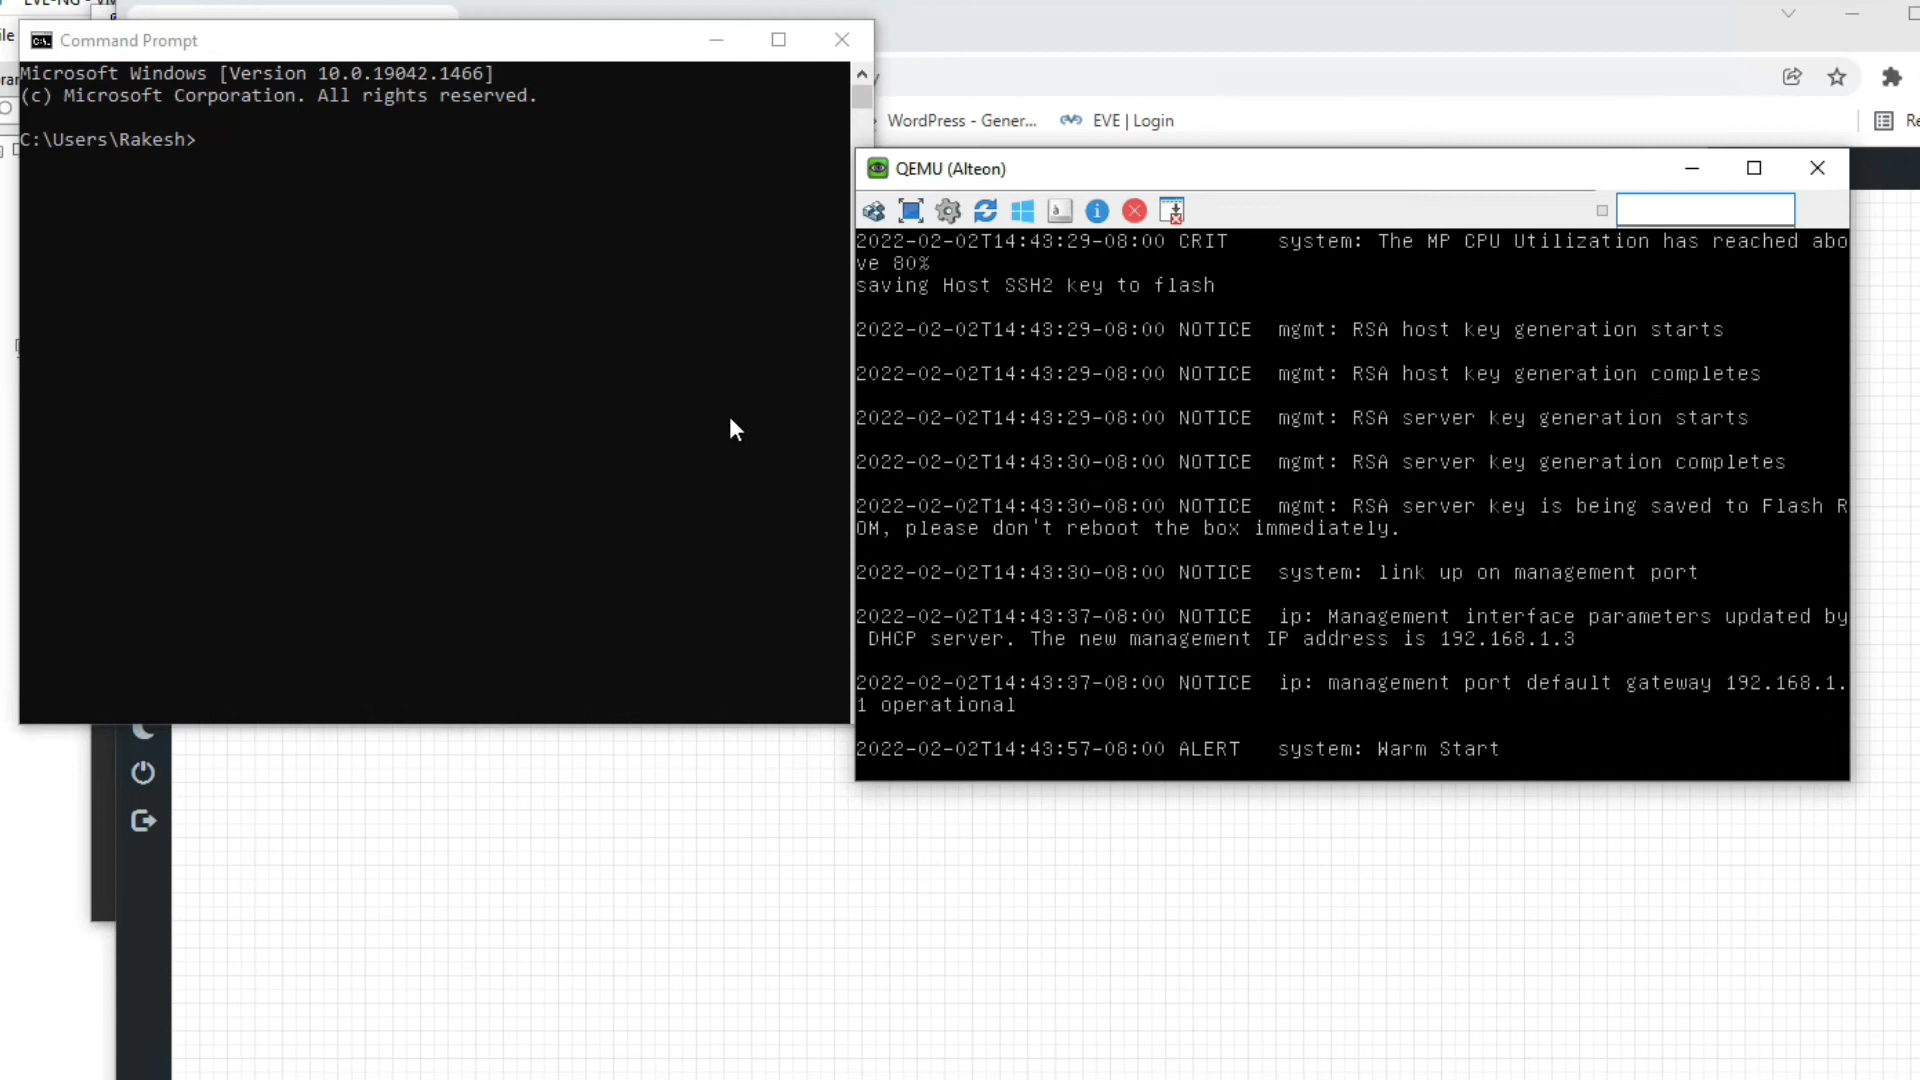 Command Prompt
Microsoft Windows [Version 10.0.19042.1466]
(c) Microsoft Corporation. All rights reserved.
C:\Users\Rakesh>
WordPress - Gener...
EVE | Login
QEMU (Alteon)
2022-02-02T14:43:29-08:00 CRIT system: The MP CPU Utilization has reached abo
ve 80%
saving Host SSH2 key to flash
2022-02-02T14:43:29-08:00 NOTICE mgmt: RSA host key generation starts
2022-02-02T14:43:29-08:00 NOTICE mgmt: RSA host key generation completes
2022-02-02T14:43:29-08:00 NOTICE mgmt: RSA server key generation starts
2022-02-02T14:43:30-08:00 NOTICE mgmt: RSA server key generation completes
2022-02-02T14:43:30-08:00 NOTICE mgmt: RSA server key is being saved to Flash R
OM, please don't reboot the box immediately.
2022-02-02T14:43:30-08:00 NOTICE system: link up on management port
2022-02-02T14:43:37-08:00 NOTICE ip: Management interface parameters updated by
DHCP server. The new management IP address is 192.168.1.3
2022-02-02T14:43:37-08:00 NOTICE ip: management port default gateway 192.168.1.
1 operational
2022-02-02T14:43:57-08:00 ALERT system: Warm Start